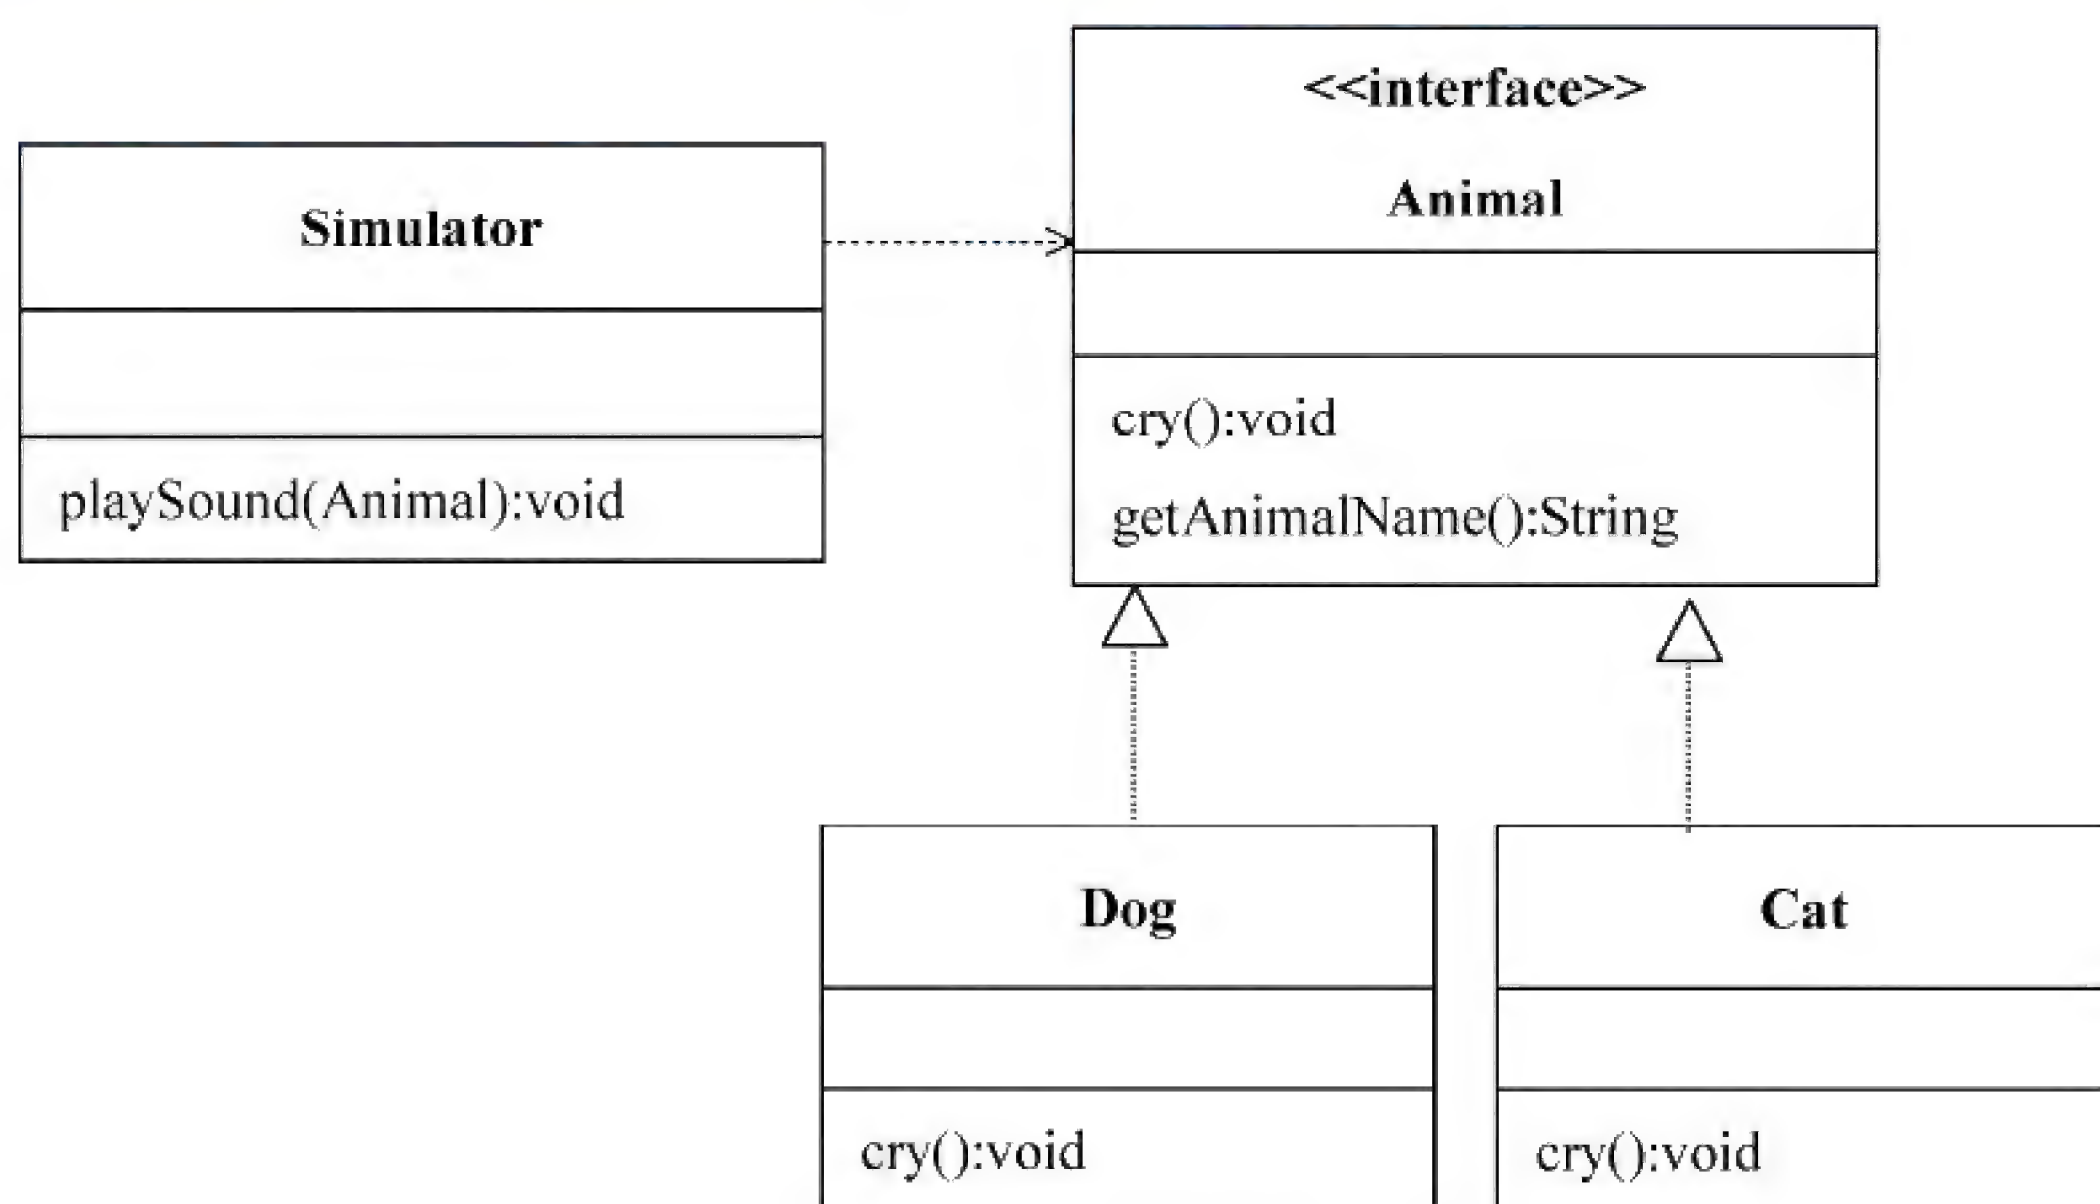 Simulator
playSound(Animal):void
<<interface>>
Animal
cry():void
getAnimalName():String
Dog
cry():void
Cat
cry():void